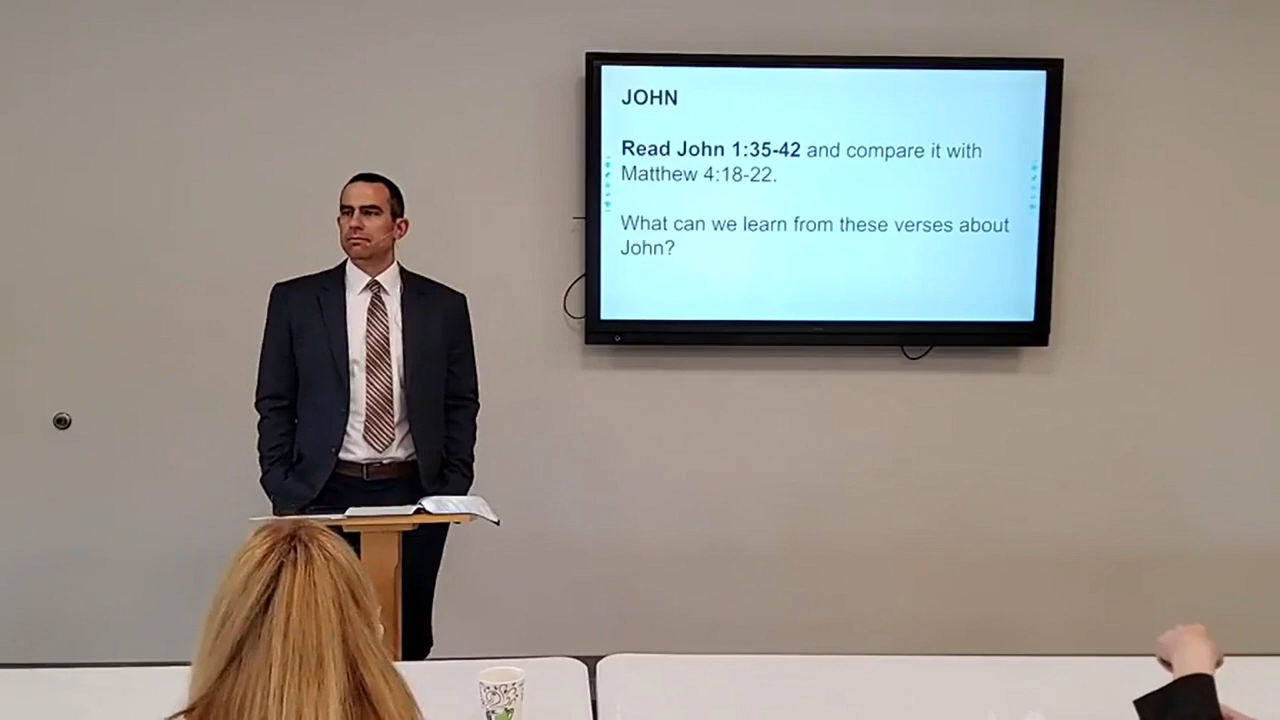 JOHN
Read John 1:35-42 and compare it with
Matthew 4:18-22.
What can we learn from these verses about
John?